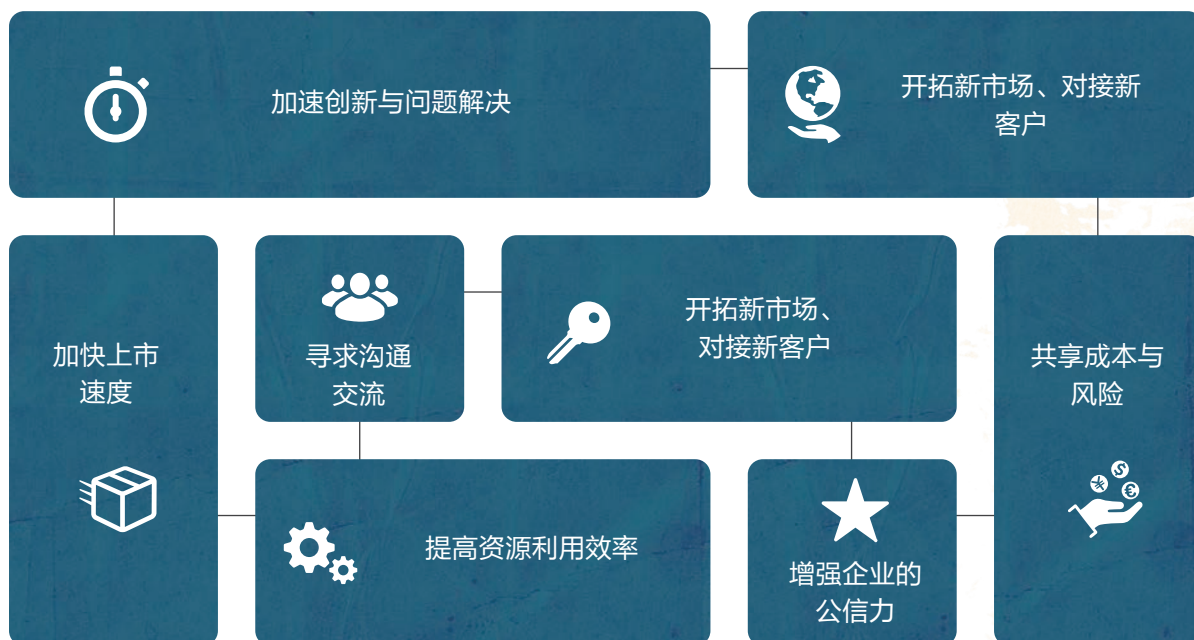 加速创新与问题解决
开拓新市场、对接新
客户
加快上市
速度
寻求沟通
交流
开拓新市场、
对接新客户
共享成本与
风险
提高资源利用效率
增强企业的
公信力